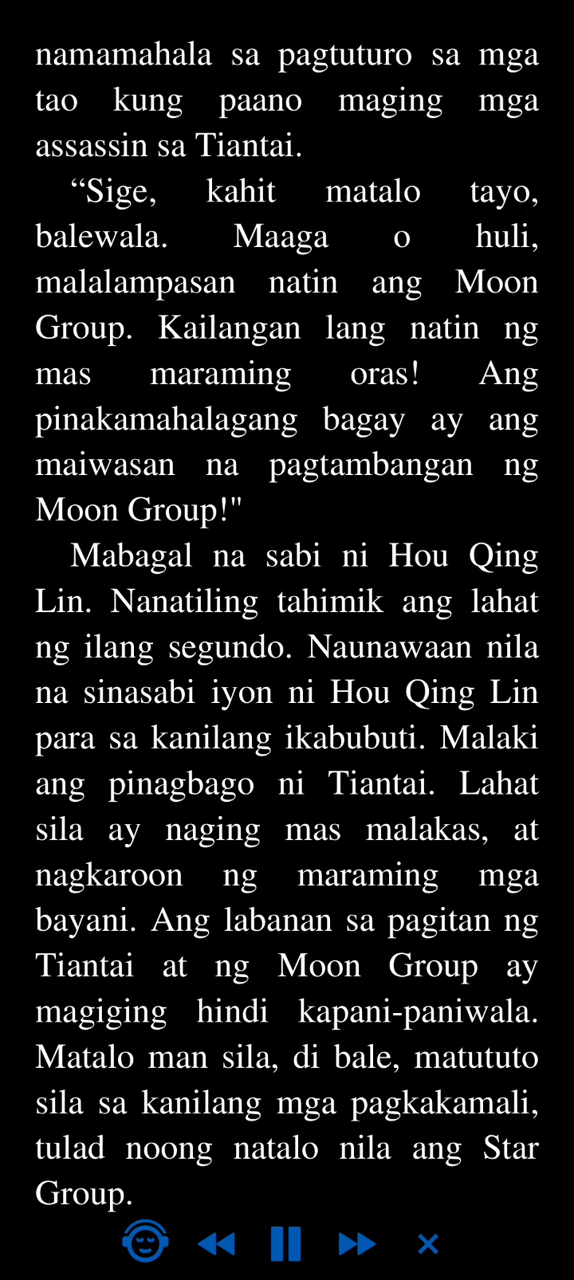 namamahala sa pagtuturo sa mga
tao kung paano maging mga
assassin sa Tiantai.
“Sige, kahit matalo tayo,
balewala. Maaga o huli,
malalampasan natin ang Moon
Group. Kailangan lang natin ng
mas maraming oras! Ang
pinakamahalagang bagay ay ang
maiwasan na pagtambangan ng
Moon Group!"
Mabagal na sabi ni Hou Qing
Lin. Nanatiling tahimik ang lahat
ng ilang segundo. Naunawaan nila
na sinasabi iyon ni Hou Qing Lin
para sa kanilang ikabubuti. Malaki
ang pinagbago ni Tiantai. Lahat
sila ay naging mas malakas, at
nagkaroon ng maraming mga
bayani. Ang labanan sa pagitan ng
Tiantai at ng Moon Group ay
magiging hindi kapani-paniwala.
Matalo man sila, di bale, matututo
sila sa kanilang mga pagkakamali,
tulad noong natalo nila ang Star
Group.